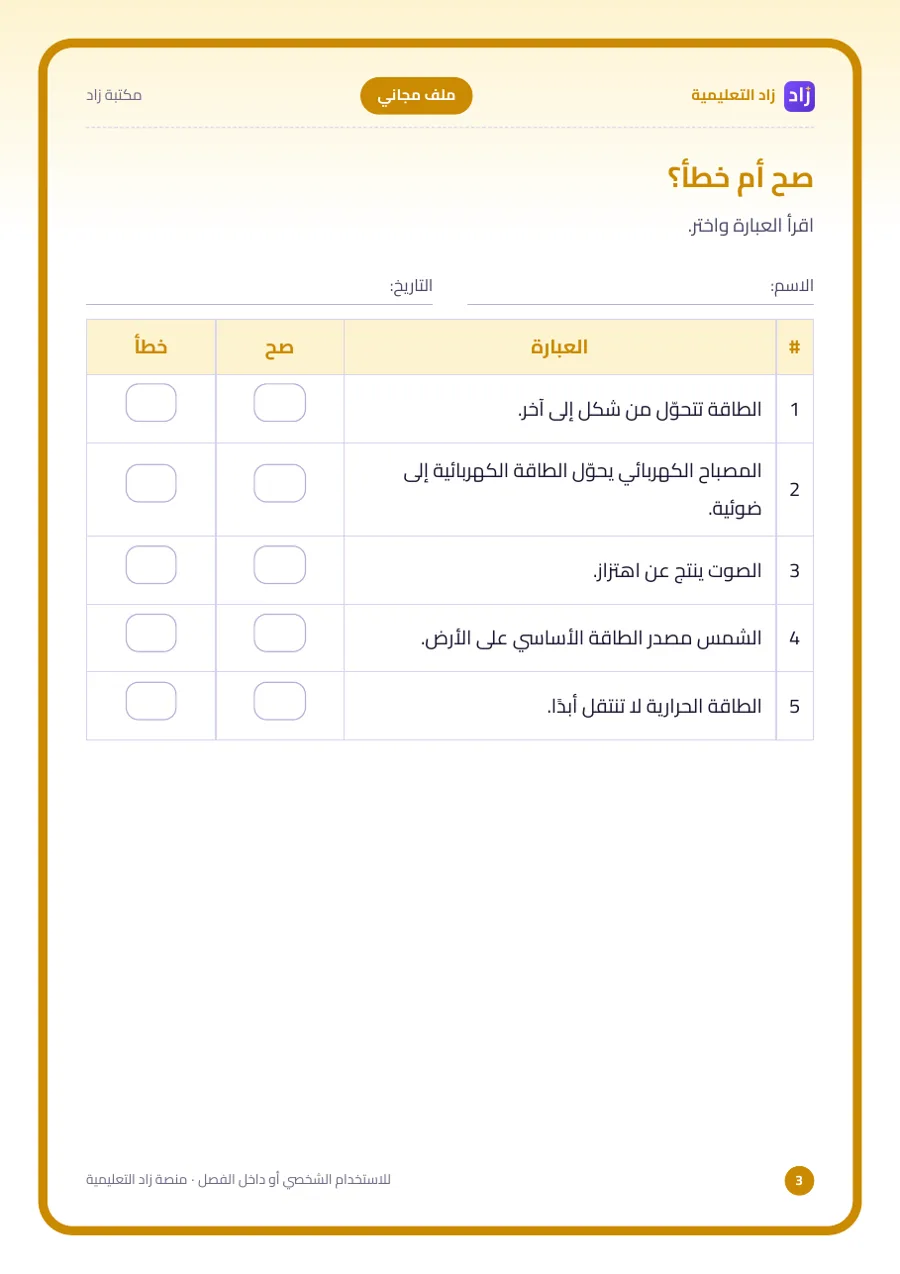 زاد زاد التعليمية
ملف مجاني
مكتبة زاد
صح أم خطأ؟
اقرأ العبارة واختر.
الاسم:
التاريخ:
# العبارة صح خطأ
1 الطاقة تتحوّل من شكل إلى آخر.
2 المصباح الكهربائي يحوّل الطاقة الكهربائية إلى
ضوئية.
3 الصوت ينتج عن اهتزاز.
4 الشمس مصدر الطاقة الأساسي على الأرض.
5 الطاقة الحرارية لا تنتقل أبدًا.
3
للاستخدام الشخصي أو داخل الفصل · منصة زاد التعليمية